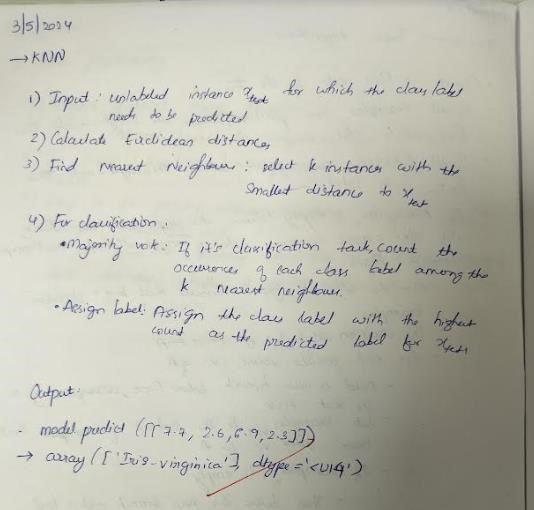 3/5/2024
→ KNN
1) Input : unlabeled instance xtest for which the class label
needs to be predicted
2) Calculate Euclidean distances
3) Find nearest Neighbour : select k instances with the
smallest distance to xtest
4) For classification :
• Majority vote : If it's classification task, count the
occurences of each class label among the
k nearest neighbours.
• Assign label : Assign the class label with the highest
count as the predicted label for xtest
Output :
- model predict ([[7.7, 2.6, 6.9, 2.3]])
→ array (['Iris-virginica'] dtype = '<U14')